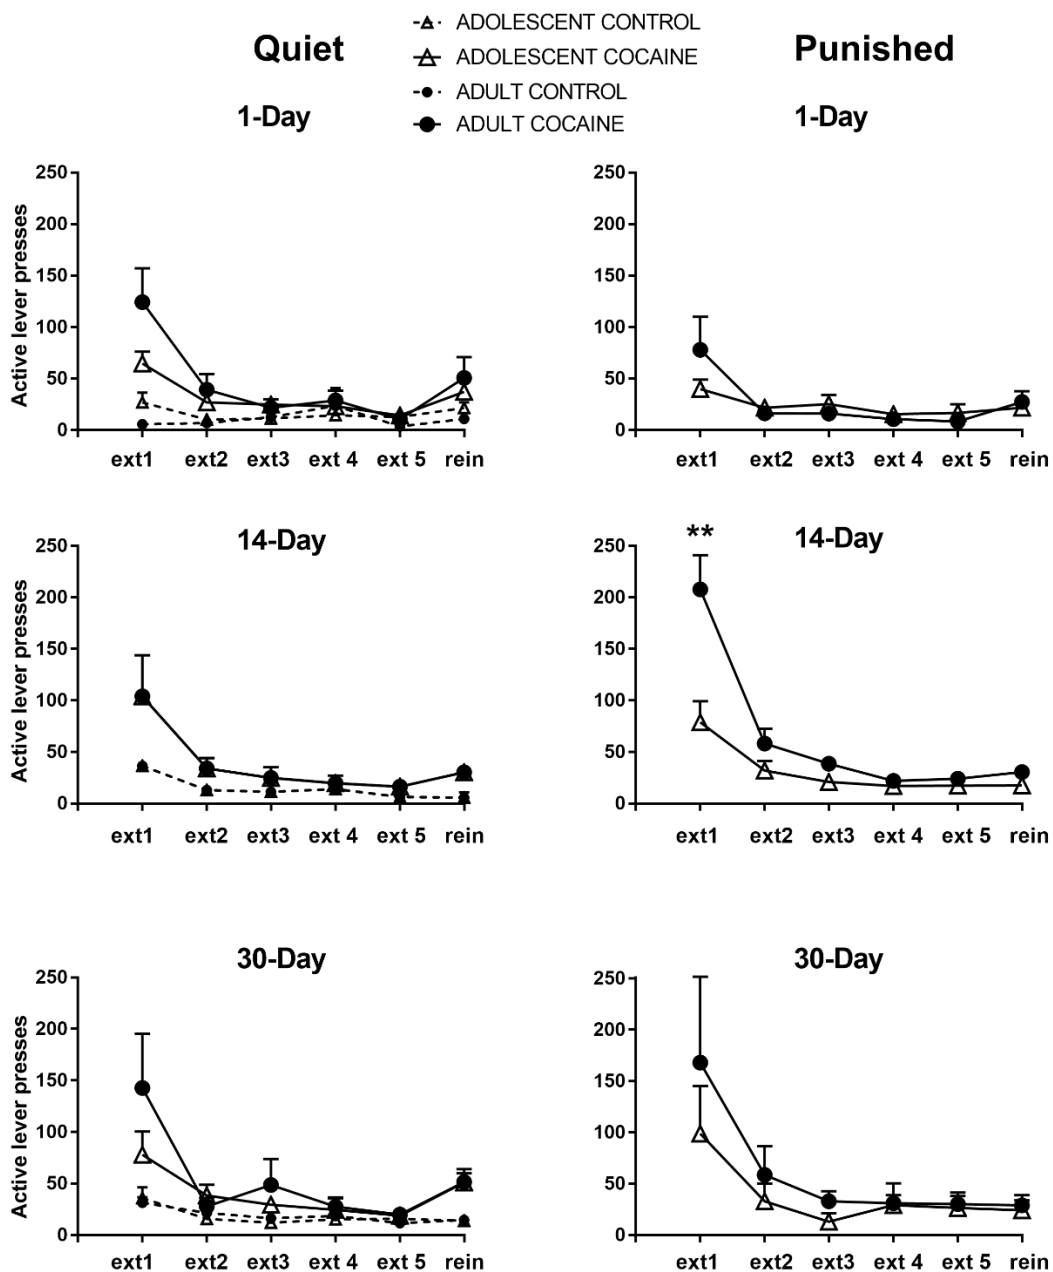 Quiet
ADOLESCENT CONTROL
ADOLESCENT COCAINE
ADULT CONTROL
ADULT COCAINE
Punished
1-Day
1-Day
Active lever presses
250
200
150
100
50
0
ext1 ext2 ext3 ext 4 ext 5 rein
250
200
150
100
50
0
ext1 ext2 ext3 ext 4 ext 5 rein
14-Day
Active lever presses
250
200
150
100
50
0
ext1 ext2 ext3 ext 4 ext 5 rein
**
14-Day
250
200
150
100
50
0
ext1 ext2 ext3 ext 4 ext 5 rein
30-Day
Active lever presses
250
200
150
100
50
0
ext1 ext2 ext3 ext 4 ext 5 rein
30-Day
250
200
150
100
50
0
ext1 ext2 ext3 ext 4 ext 5 rein